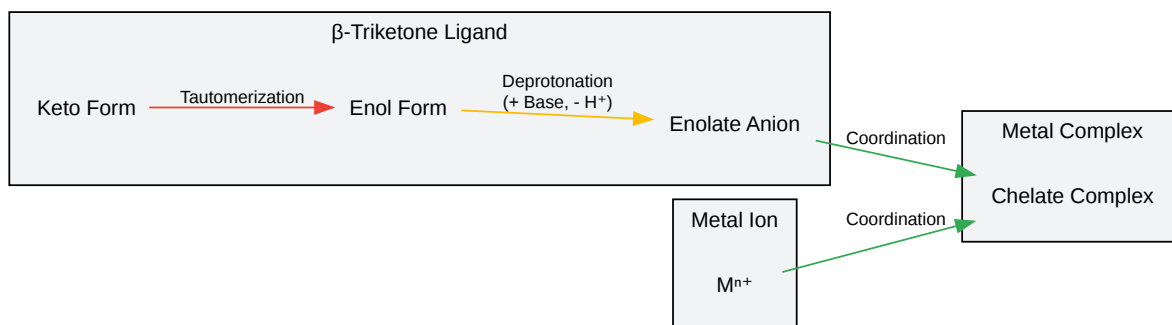 β-Triketone Ligand
Keto Form
Tautomerization
Enol Form
Deprotonation
(+ Base, - H⁺)
Enolate Anion
Coordination
Metal Complex
Chelate Complex
Metal Ion
Mⁿ⁺
Coordination